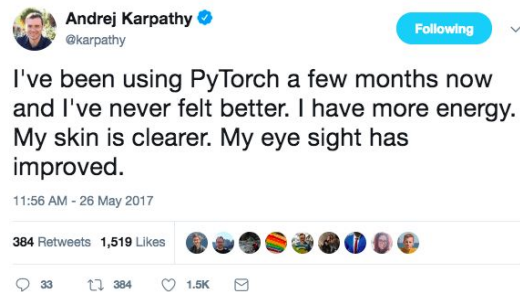 Andrej Karpathy
@karpathy
Following
I've been using PyTorch a few months now
and I've never felt better. I have more energy.
My skin is clearer. My eye sight has
improved.
11:56 AM - 26 May 2017
384 Retweets 1,519 Likes
33 384 1.5K